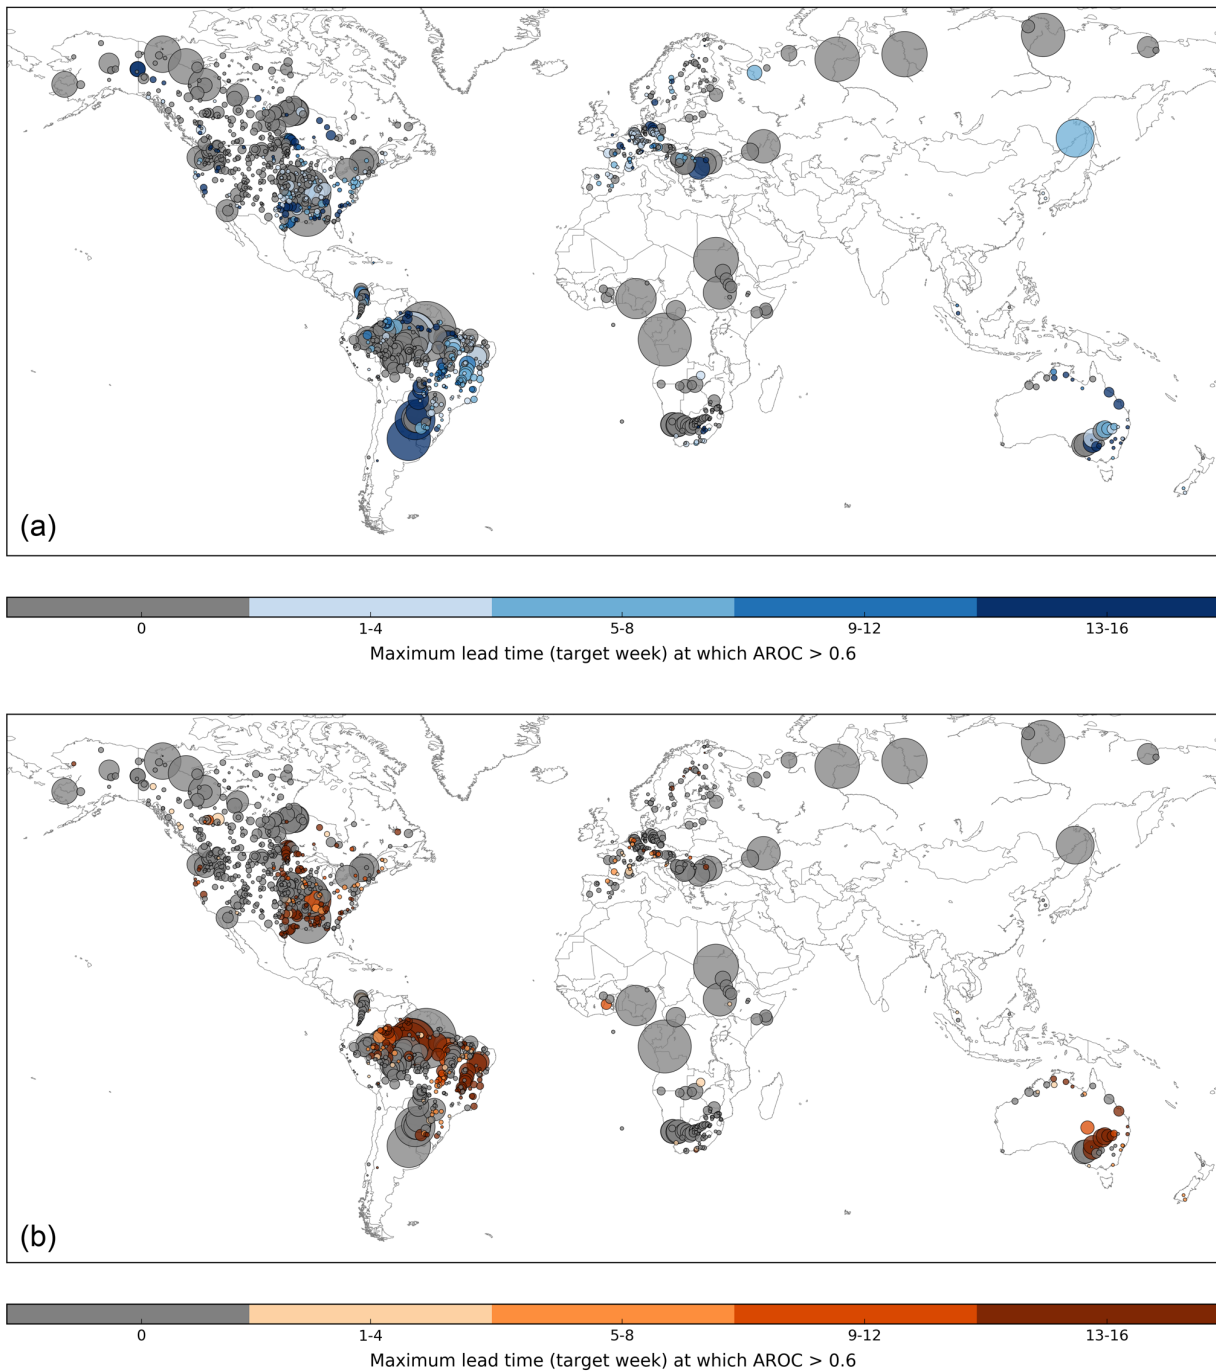 (a)
0 1-4 5-8 9-12 13-16
Maximum lead time (target week) at which AROC > 0.6
(b)
0 1-4 5-8 9-12 13-16
Maximum lead time (target week) at which AROC > 0.6